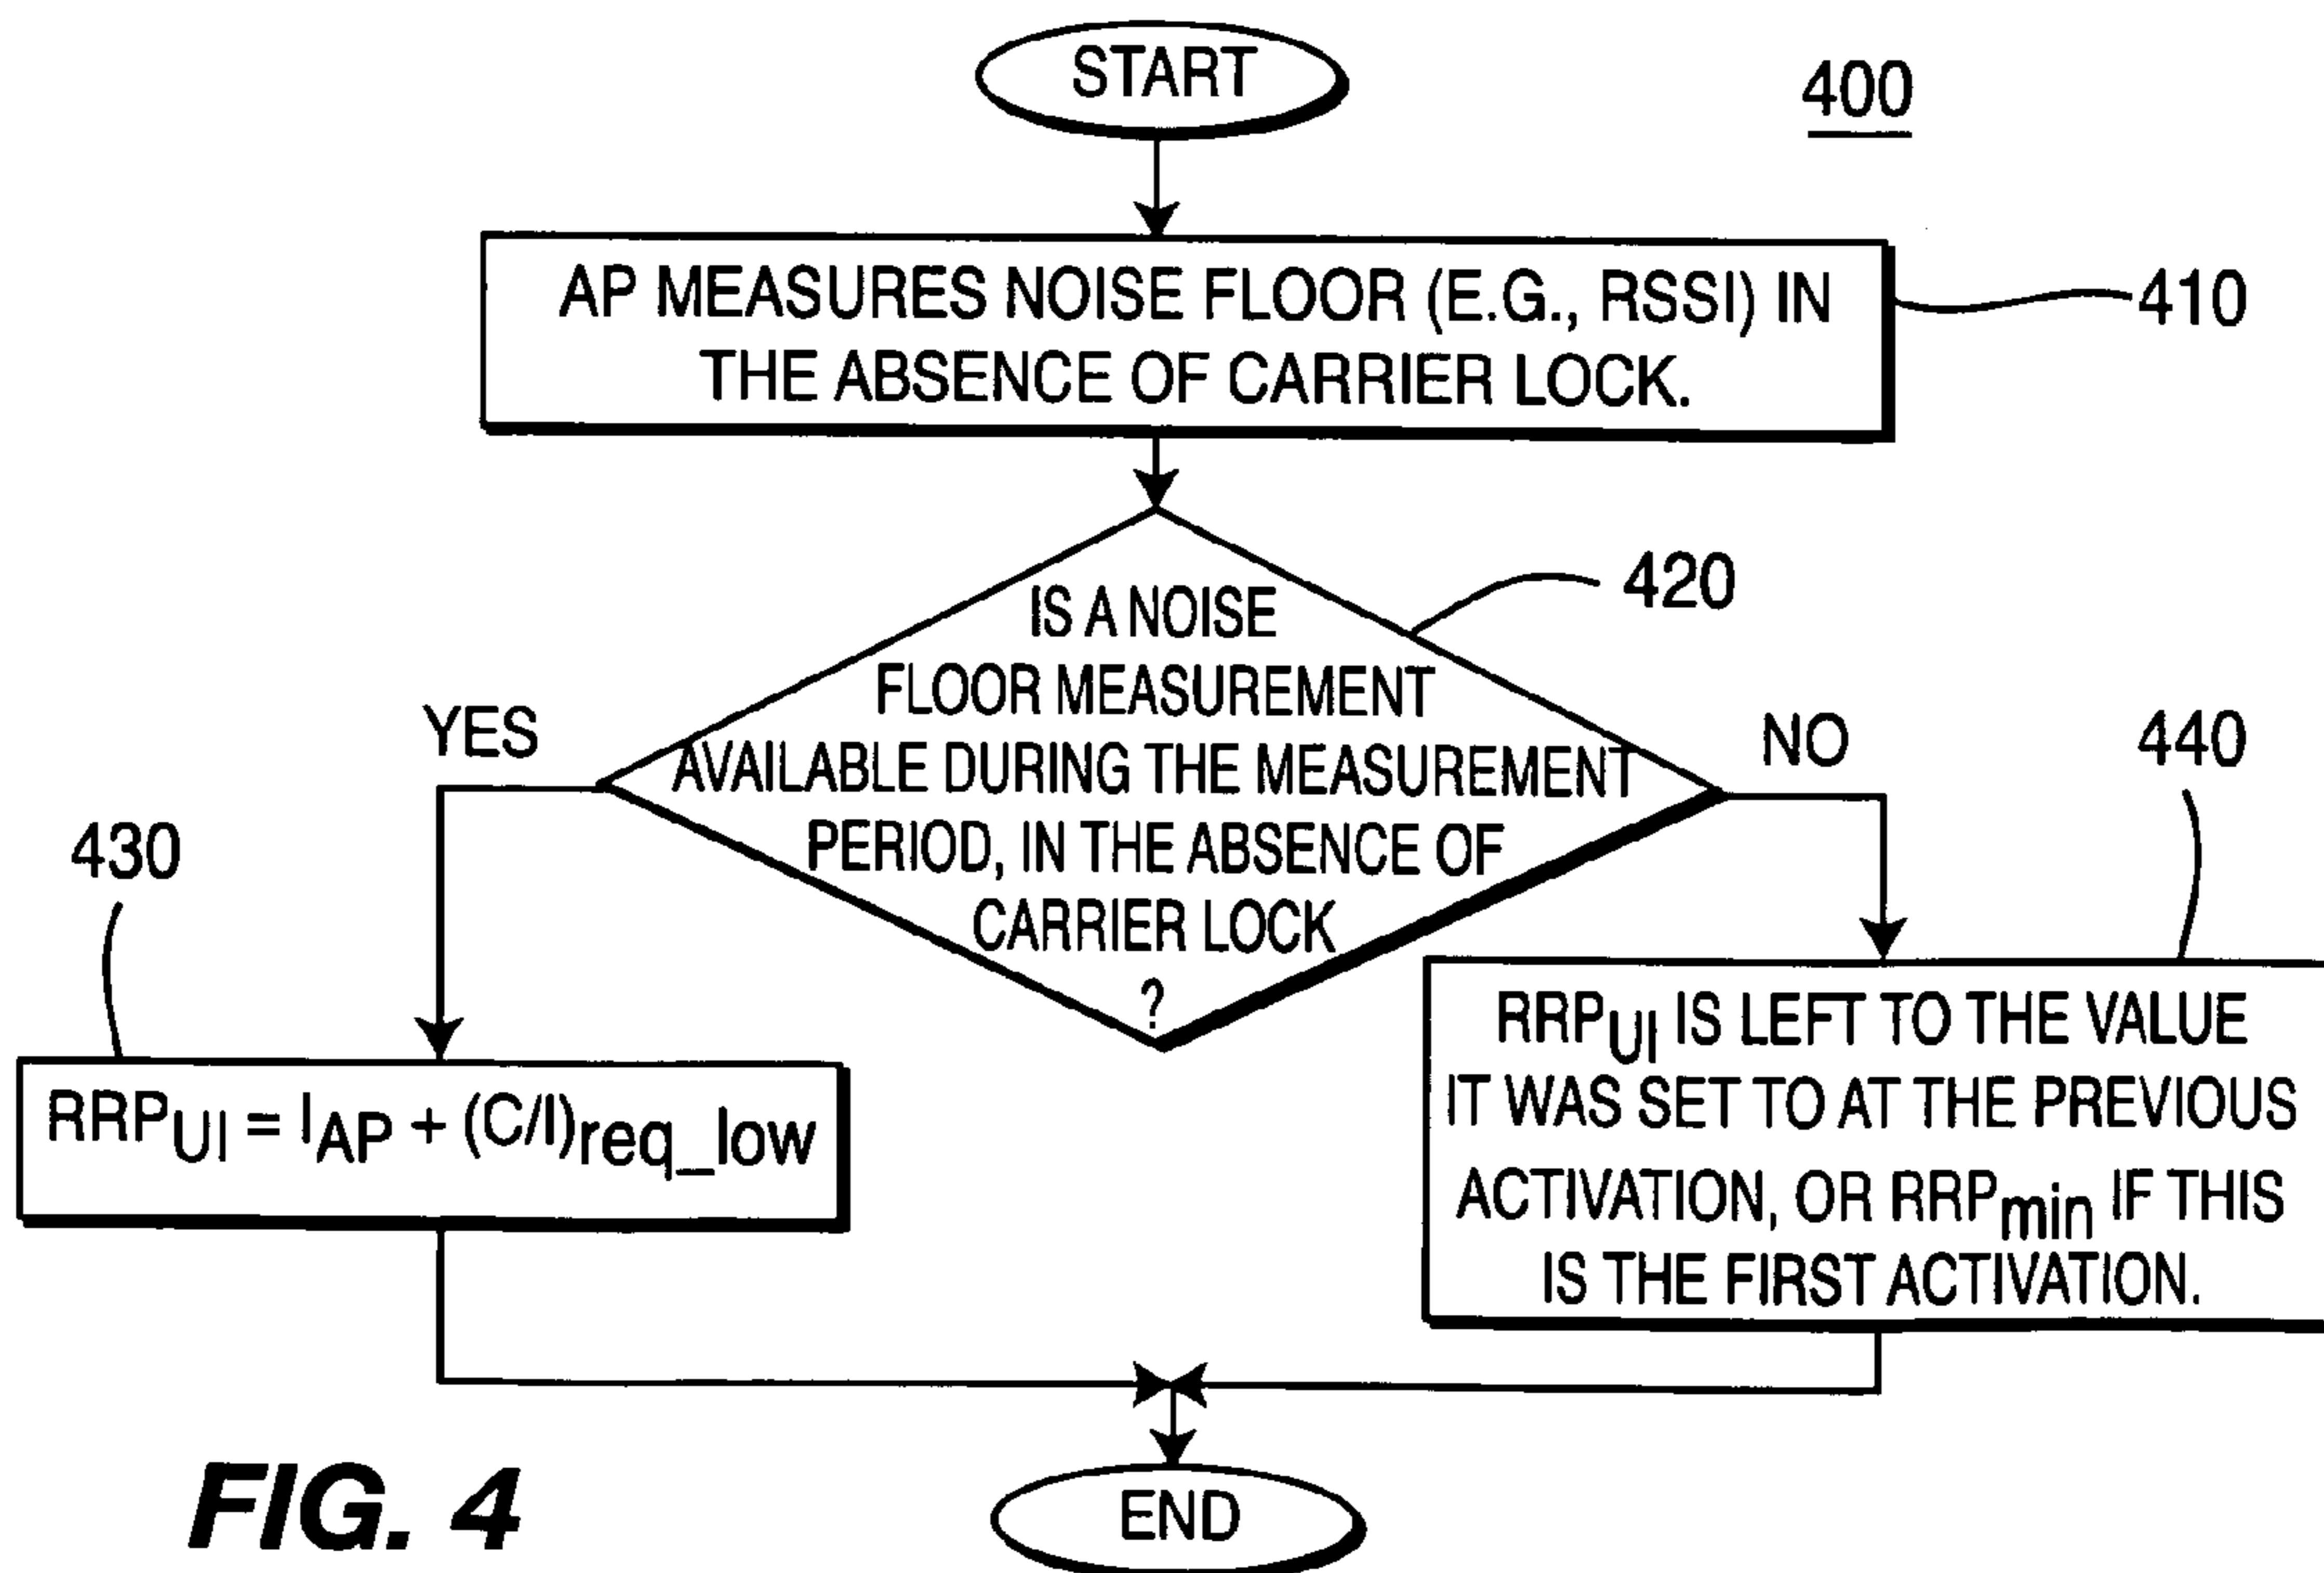 START
400
AP MEASURES NOISE FLOOR (E.G., RSSI) IN
THE ABSENCE OF CARRIER LOCK.
410
IS A NOISE
FLOOR MEASUREMENT
AVAILABLE DURING THE MEASUREMENT
PERIOD, IN THE ABSENCE OF
CARRIER LOCK
?
420
YES
NO
430
440
RRPUI = IAP + (C/I)req_low
RRPUI IS LEFT TO THE VALUE
IT WAS SET TO AT THE PREVIOUS
ACTIVATION, OR RRPmin IF THIS
IS THE FIRST ACTIVATION.
END
FIG. 4